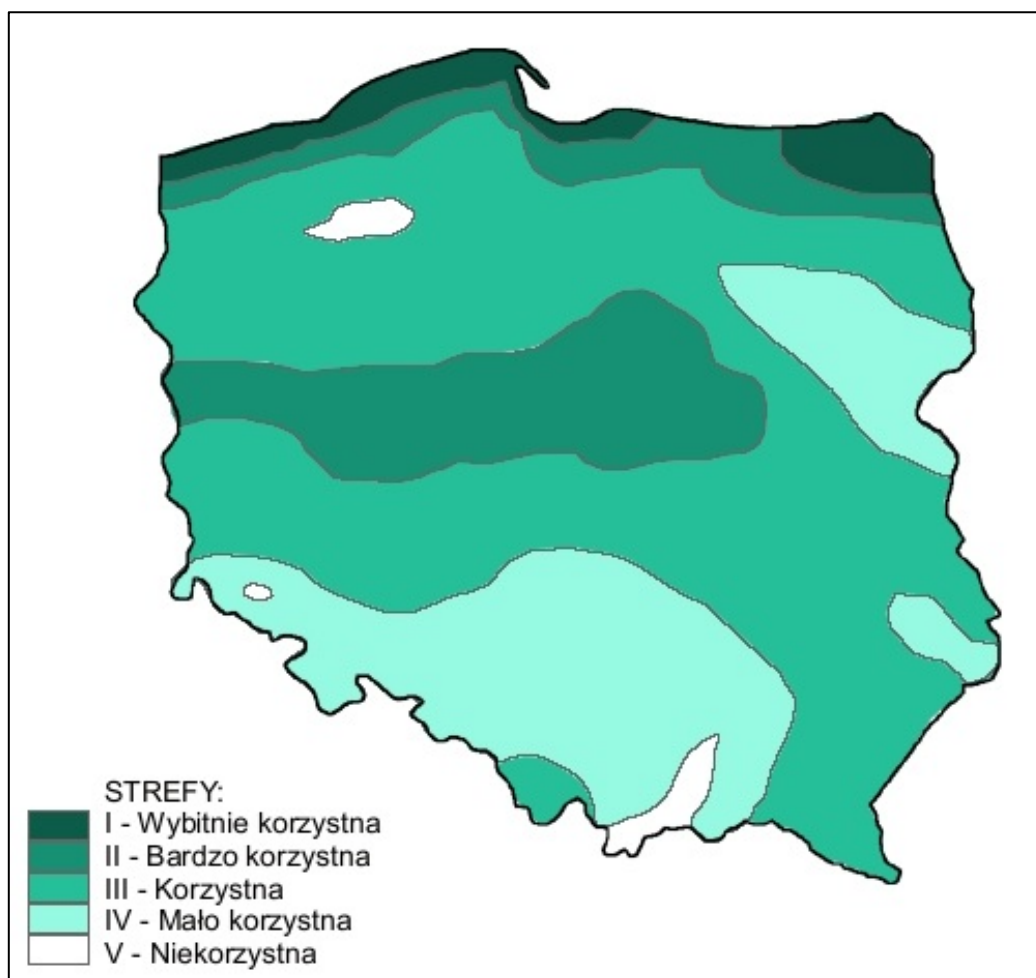 STREFY:
I - Wybitnie korzystna
II - Bardzo korzystna
III - Korzystna
IV - Mało korzystna
V - Niekorzystna